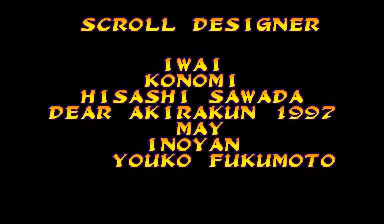 SCROLL DESIGNER
IWAI
KONOMI
HISASHI SAWADA
DEAR AKIRAKUN 1997
MAY
INOYAN
YOUKO FUKUMOTO